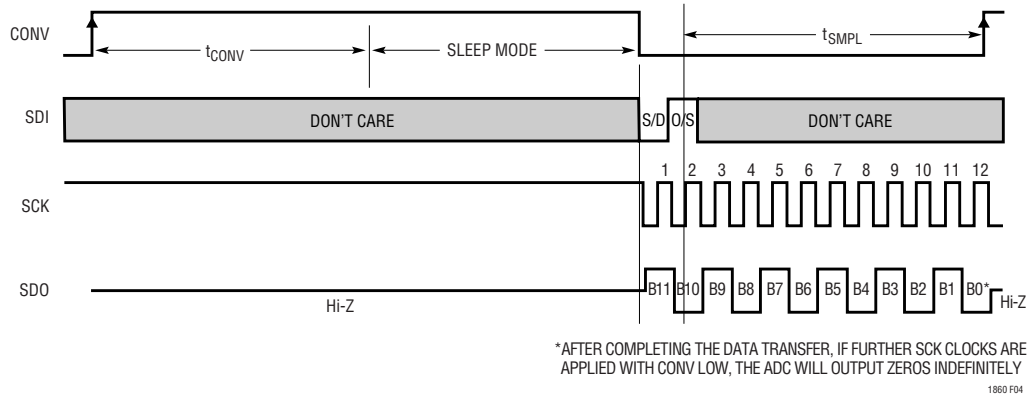 CONV
tCONV
SLEEP MODE
tSMPL
SDI
DON'T CARE
S/D
O/S
DON'T CARE
1 2 3 4 5 6 7 8 9 10 11 12
SCK
SDO
Hi-Z
B11 B10 B9 B8 B7 B6 B5 B4 B3 B2 B1 B0*
Hi-Z
*AFTER COMPLETING THE DATA TRANSFER, IF FURTHER SCK CLOCKS ARE
APPLIED WITH CONV LOW, THE ADC WILL OUTPUT ZEROS INDEFINITELY
1860 F04